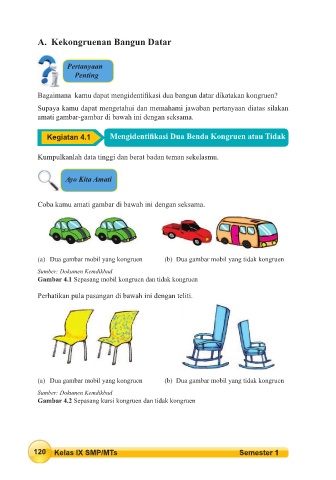 A. Kekongruenan Bangun Datar
Pertanyaan
Penting
Bagaimana kamu dapat mengidentifikasi dua bangun datar dikatakan kongruen?
Supaya kamu dapat mengetahui dan memahami jawaban pertanyaan diatas silakan
amati gambar-gambar di bawah ini dengan seksama.
Kegiatan 4.1 Mengidentifikasi Dua Benda Kongruen atau Tidak
Kumpulkanlah data tinggi dan berat badan teman sekelasmu.
Ayo Kita Amati
Coba kamu amati gambar di bawah ini dengan seksama.
(a) Dua gambar mobil yang kongruen (b) Dua gambar mobil yang tidak kongruen
Sumber: Dokumen Kemdikbud
Gambar 4.1 Sepasang mobil kongruen dan tidak kongruen
Perhatikan pula pasangan di bawah ini dengan teliti.
(a) Dua gambar mobil yang kongruen (b) Dua gambar mobil yang tidak kongruen
Sumber: Dokumen Kemdikbud
Gambar 4.2 Sepasang kursi kongruen dan tidak kongruen
120 Kelas IX SMP/MTs Semester 1